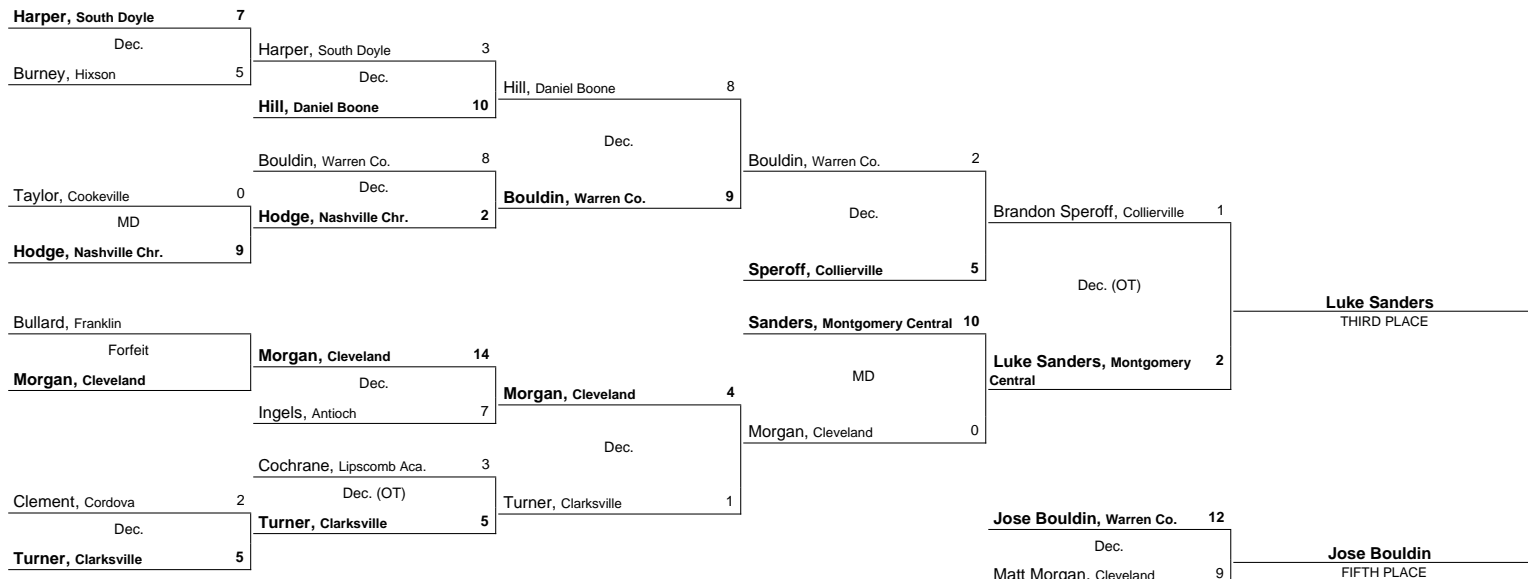 Harper, South Doyle 7
Dec.
Burney, Hixson 5
Taylor, Cookeville 0
MD
Hodge, Nashville Chr. 9
Bullard, Franklin
Forfeit
Morgan, Cleveland
Clement, Cordova 2
Dec.
Turner, Clarksville 5
Harper, South Doyle 3
Dec.
Hill, Daniel Boone 10
Bouldin, Warren Co. 8
Dec.
Hodge, Nashville Chr. 2
Morgan, Cleveland 14
Dec.
Ingels, Antioch 7
Cochrane, Lipscomb Aca. 3
Dec. (OT)
Turner, Clarksville 5
Hill, Daniel Boone 8
Dec.
Bouldin, Warren Co. 9
Morgan, Cleveland 4
Dec.
Turner, Clarksville 1
Bouldin, Warren Co. 2
Dec.
Speroff, Collierville 5
Sanders, Montgomery Central 10
MD
Morgan, Cleveland 0
Brandon Speroff, Collierville 1
Dec. (OT)
Luke Sanders, Montgomery 2
Central
Luke Sanders
THIRD PLACE
Jose Bouldin, Warren Co. 12
Dec.
Matt Morgan, Cleveland 9
Jose Bouldin
FIFTH PLACE